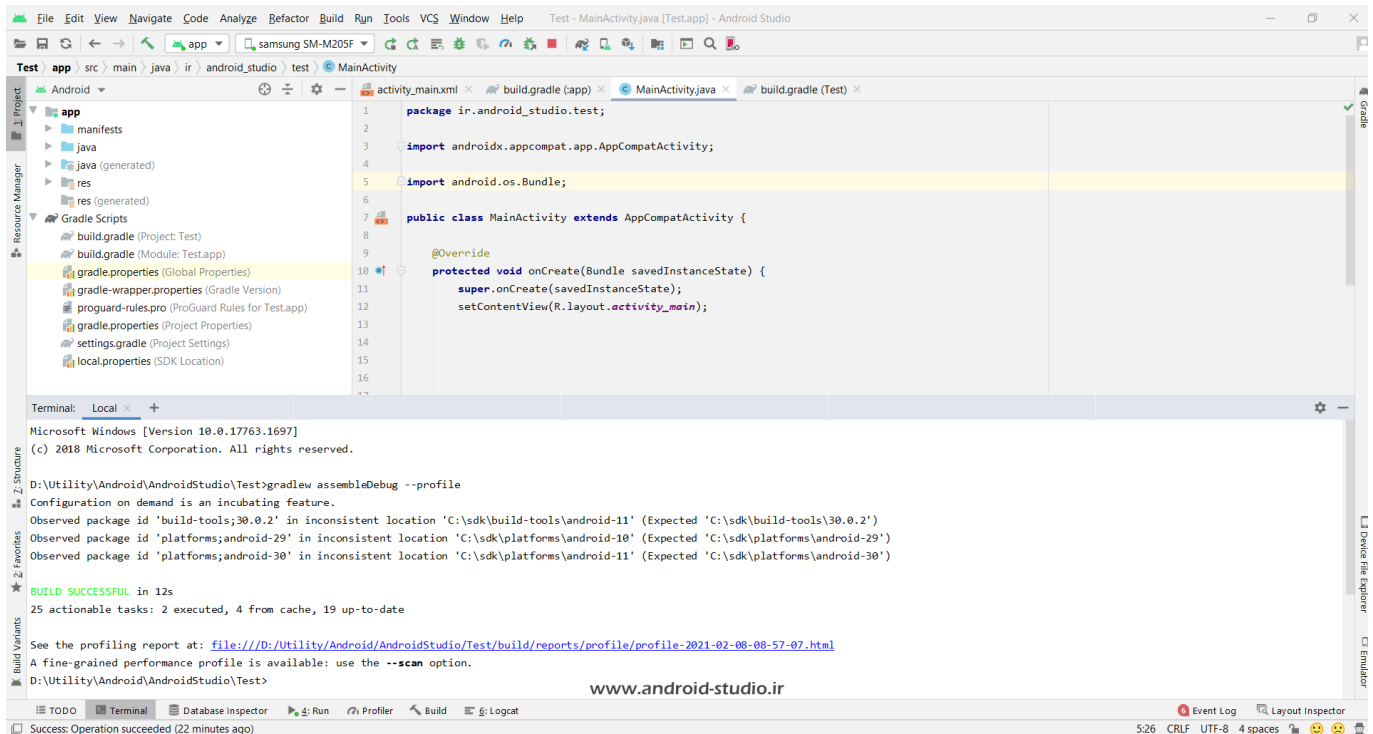 File Edit View Navigate Code Analyze Refactor Build Run Tools VCS Window Help Test - MainActivity.java [Test.app] - Android Studio
app samsung SM-M205F
Test app src main java ir android_studio test MainActivity
1: Project
Resource Manager
Z: Structure
2: Favorites
Build Variants
Android
app
manifests
java
java (generated)
res
res (generated)
Gradle Scripts
build.gradle (Project: Test)
build.gradle (Module: Test.app)
gradle.properties (Global Properties)
gradle-wrapper.properties (Gradle Version)
proguard-rules.pro (ProGuard Rules for Test.app)
gradle.properties (Project Properties)
settings.gradle (Project Settings)
local.properties (SDK Location)
activity_main.xml build.gradle (:app) MainActivity.java build.gradle (Test)
1 package ir.android_studio.test;
2
3 import androidx.appcompat.app.AppCompatActivity;
4
5 import android.os.Bundle;
6
7 public class MainActivity extends AppCompatActivity {
8
9 @Override
10 protected void onCreate(Bundle savedInstanceState) {
11 super.onCreate(savedInstanceState);
12 setContentView(R.layout.activity_main);
13
14
15
16
17
Gradle
Device File Explorer
Emulator
Terminal: Local +
Microsoft Windows [Version 10.0.17763.1697]
(c) 2018 Microsoft Corporation. All rights reserved.
D:\Utility\Android\AndroidStudio\Test>gradlew assembleDebug --profile
Configuration on demand is an incubating feature.
Observed package id 'build-tools;30.0.2' in inconsistent location 'C:\sdk\build-tools\android-11' (Expected 'C:\sdk\build-tools\30.0.2')
Observed package id 'platforms;android-29' in inconsistent location 'C:\sdk\platforms\android-10' (Expected 'C:\sdk\platforms\android-29')
Observed package id 'platforms;android-30' in inconsistent location 'C:\sdk\platforms\android-11' (Expected 'C:\sdk\platforms\android-30')
BUILD SUCCESSFUL in 12s
25 actionable tasks: 2 executed, 4 from cache, 19 up-to-date
See the profiling report at: file:///D:/Utility/Android/AndroidStudio/Test/build/reports/profile/profile-2021-02-08-08-57-07.html
A fine-grained performance profile is available: use the --scan option.
D:\Utility\Android\AndroidStudio\Test>
www.android-studio.ir
TODO Terminal Database Inspector 4: Run Profiler Build 6: Logcat 6 Event Log Layout Inspector
Success: Operation succeeded (22 minutes ago) 5:26 CRLF UTF-8 4 spaces